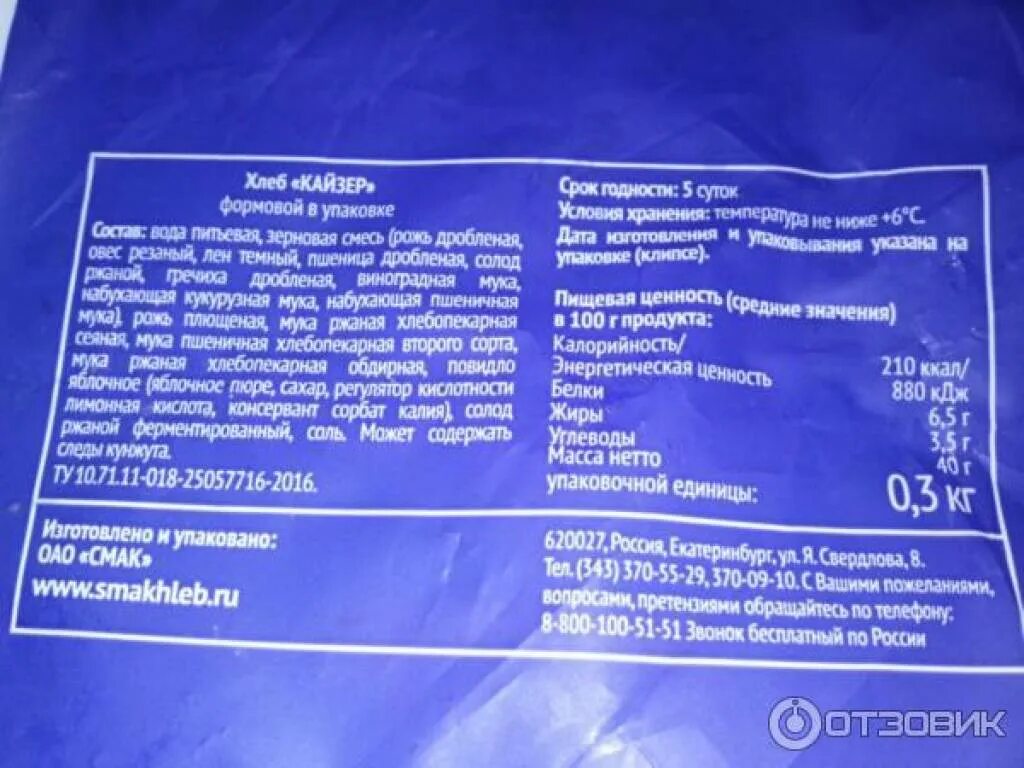 Хлеб «КАЙЗЕР»
формовой в упаковке
Состав: вода питьевая, зерновая смесь (рожь дробленая,
овес резаный, лен темный, пшеница дробленая, солод
ржаной, гречиха дробленая, виноградная мука,
набухающая кукурузная мука, набухающая пшеничная
мука), рожь плющеная, мука ржаная хлебопекарная
сеяная, мука пшеничная хлебопекарная второго сорта,
мука ржаная хлебопекарная обдирная, повидло
яблочное (яблочное пюре, сахар, регулятор кислотности
лимонная кислота, консервант сорбат калия), солод
ржаной ферментированный, соль. Может содержать
следы кунжута.
ТУ 10.71.11-018-25057716-2016.
Срок годности: 5 суток
Условия хранения: температура не ниже +6°С.
Дата изготовления и упаковывания указана на
упаковке (клипсе).
Пищевая ценность (средние значения)
в 100 г продукта:
Калорийность/
Энергетическая ценность 210 ккал/
880 кДж
Белки 6,5 г
Жиры 3,5 г
Углеводы 40 г
Масса нетто
упаковочной единицы: 0,3 кг
Изготовлено и упаковано:
ОАО «СМАК»
www.smakhleb.ru
620027, Россия, Екатеринбург, ул. Я. Свердлова, 8.
Тел. (343) 370-55-29, 370-09-10. С Вашими пожеланиями,
вопросами, претензиями обращайтесь по телефону:
8-800-100-51-51 Звонок бесплатный по России
ОТЗОВИК